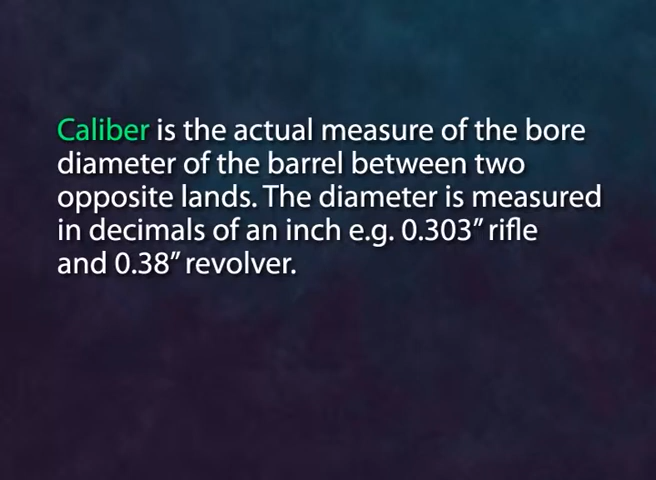 Caliber is the actual measure of the bore
diameter of the barrel between two
opposite lands. The diameter is measured
in decimals of an inch e.g. 0.303” rifle
and 0.38” revolver.